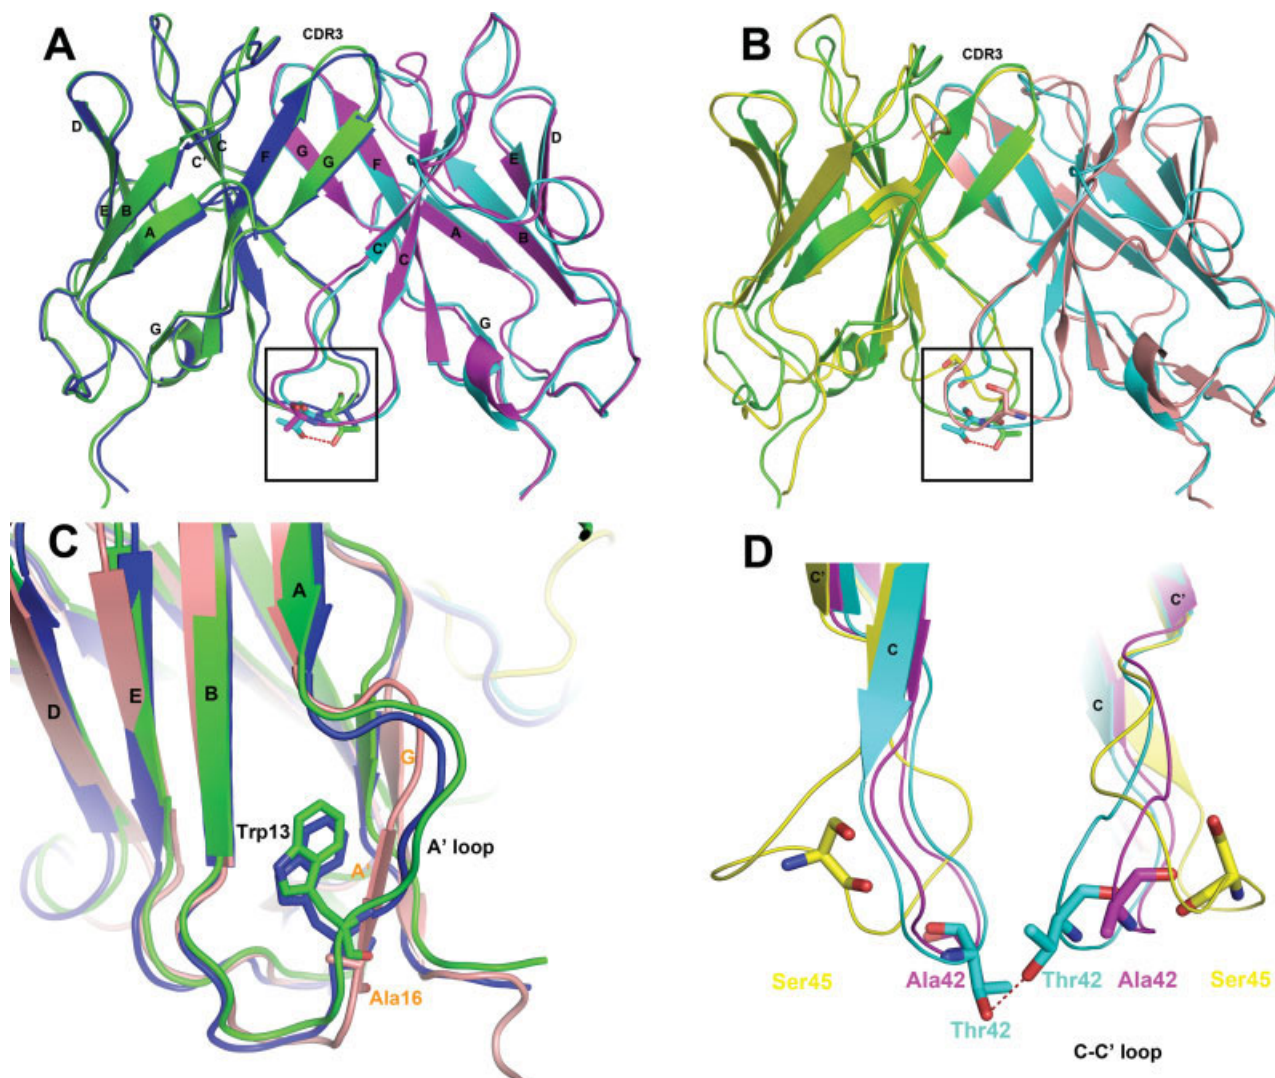 A
CDR3
D
C
C'
F
G
G
F
E
D
E
B
A
C'
C
A
B
G
G
B
CDR3
C
A
D
E
B
G
Trp13
A' loop
A'
Ala16
D
C'
C'
C
C
Ser45
Ala42
Thr42
Ala42
Ser45
Thr42
C-C' loop